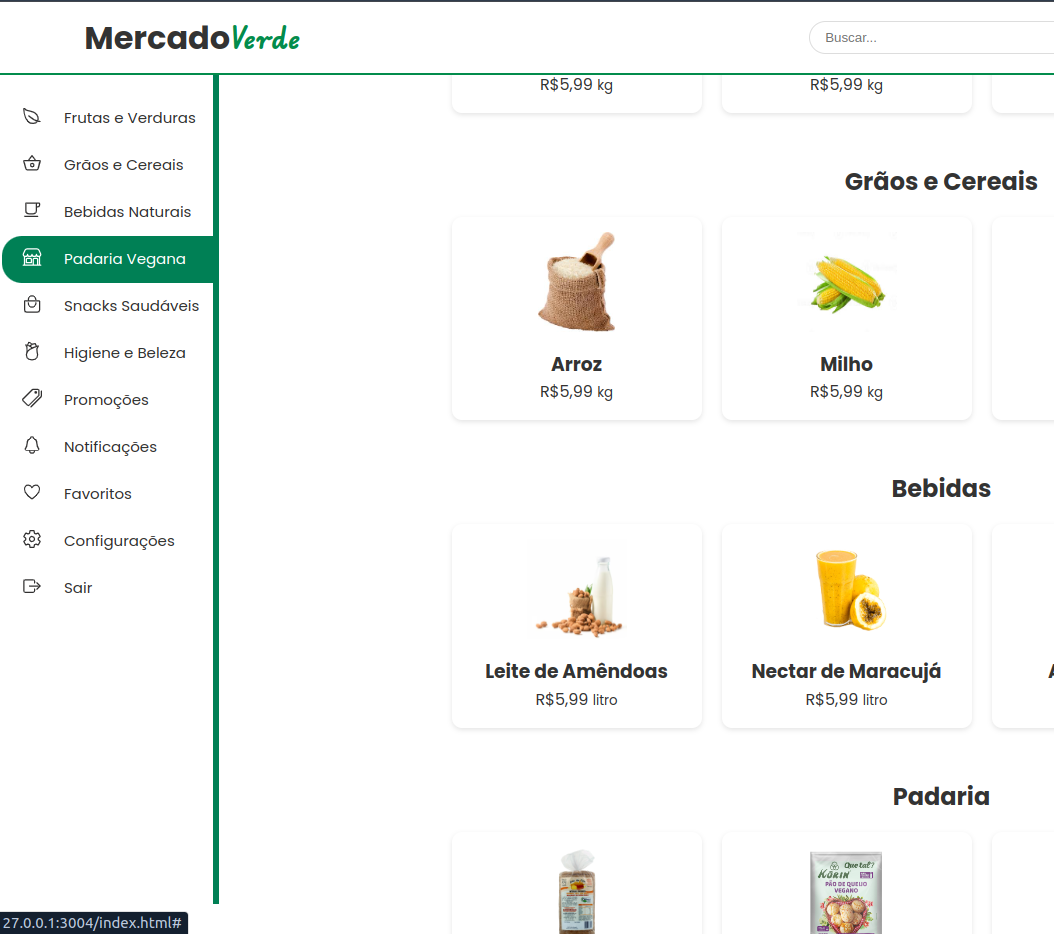 MercadoVerde
Buscar...
Frutas e Verduras
Grãos e Cereais
Bebidas Naturais
Padaria Vegana
Snacks Saudáveis
Higiene e Beleza
Promoções
Notificações
Favoritos
Configurações
Sair
R$5,99 kg
R$5,99 kg
Grãos e Cereais
Arroz
R$5,99 kg
Milho
R$5,99 kg
Bebidas
Leite de Amêndoas
R$5,99 litro
Nectar de Maracujá
R$5,99 litro
Padaria
Que tal?
KORIN
PÃO DE QUEIJO
VEGANO
27.0.0.1:3004/index.html#